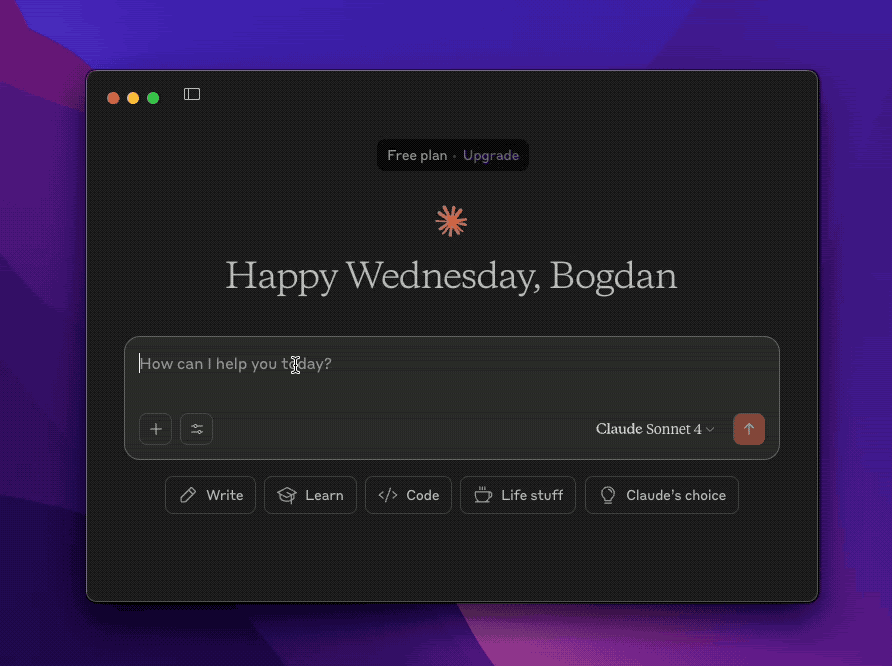 Free plan · Upgrade
Happy Wednesday, Bogdan
How can I help you today?
Claude Sonnet 4
Write Learn Code Life stuff Claude's choice